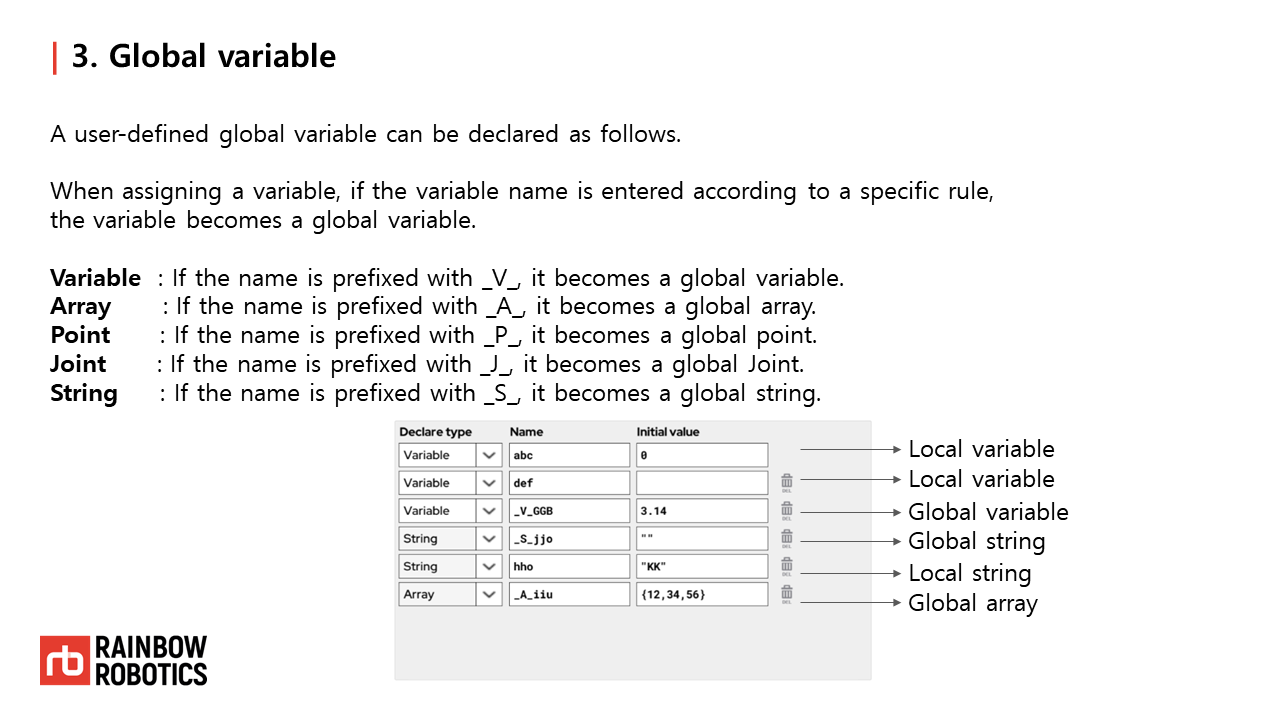 3. Global variable
A user-defined global variable can be declared as follows.
When assigning a variable, if the variable name is entered according to a specific rule,
the variable becomes a global variable.
Variable : If the name is prefixed with _V_, it becomes a global variable.
Array : If the name is prefixed with _A_, it becomes a global array.
Point : If the name is prefixed with _P_, it becomes a global point.
Joint : If the name is prefixed with _J_, it becomes a global Joint.
String : If the name is prefixed with _S_, it becomes a global string.
Declare type Name Initial value
Variable abc 0 Local variable
Variable def DEL Local variable
Variable _V_GGB 3.14 DEL Global variable
String _S_jjo "" DEL Global string
String hho "KK" DEL Local string
Array _A_iiu {12,34,56} DEL Global array
rb RAINBOW
ROBOTICS